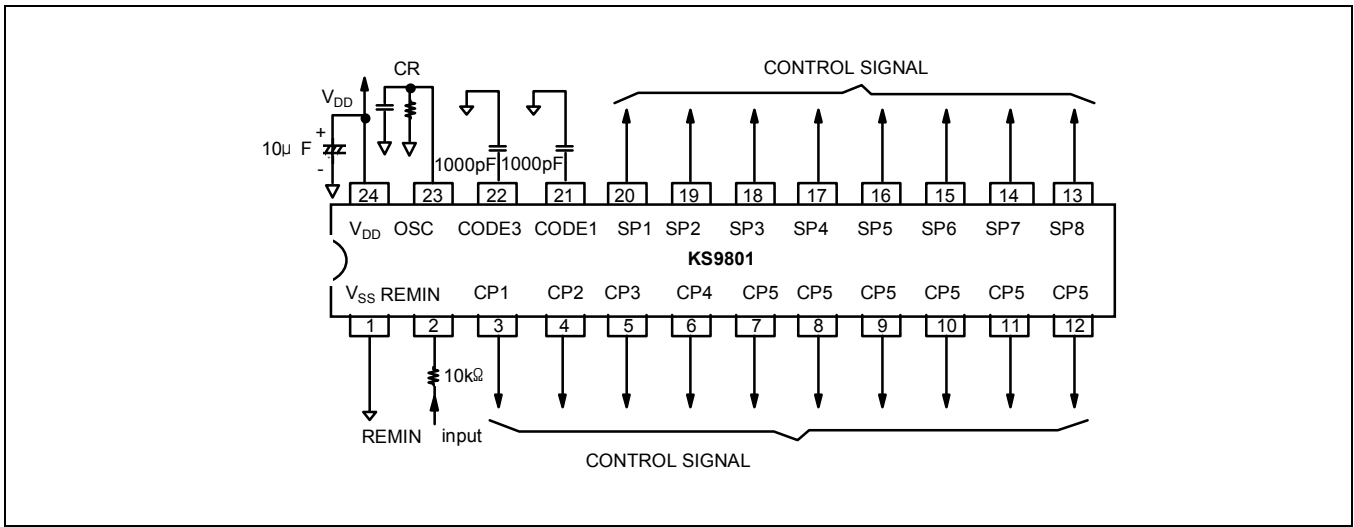 CR
CONTROL SIGNAL
VDD
+
10μ F
-
1000pF 1000pF
24 23 22 21 20 19 18 17 16 15 14 13
VDD OSC CODE3 CODE1 SP1 SP2 SP3 SP4 SP5 SP6 SP7 SP8
KS9801
VSS REMIN CP1 CP2 CP3 CP4 CP5 CP5 CP5 CP5 CP5 CP5
1 2 3 4 5 6 7 8 9 10 11 12
10kΩ
REMIN input
CONTROL SIGNAL